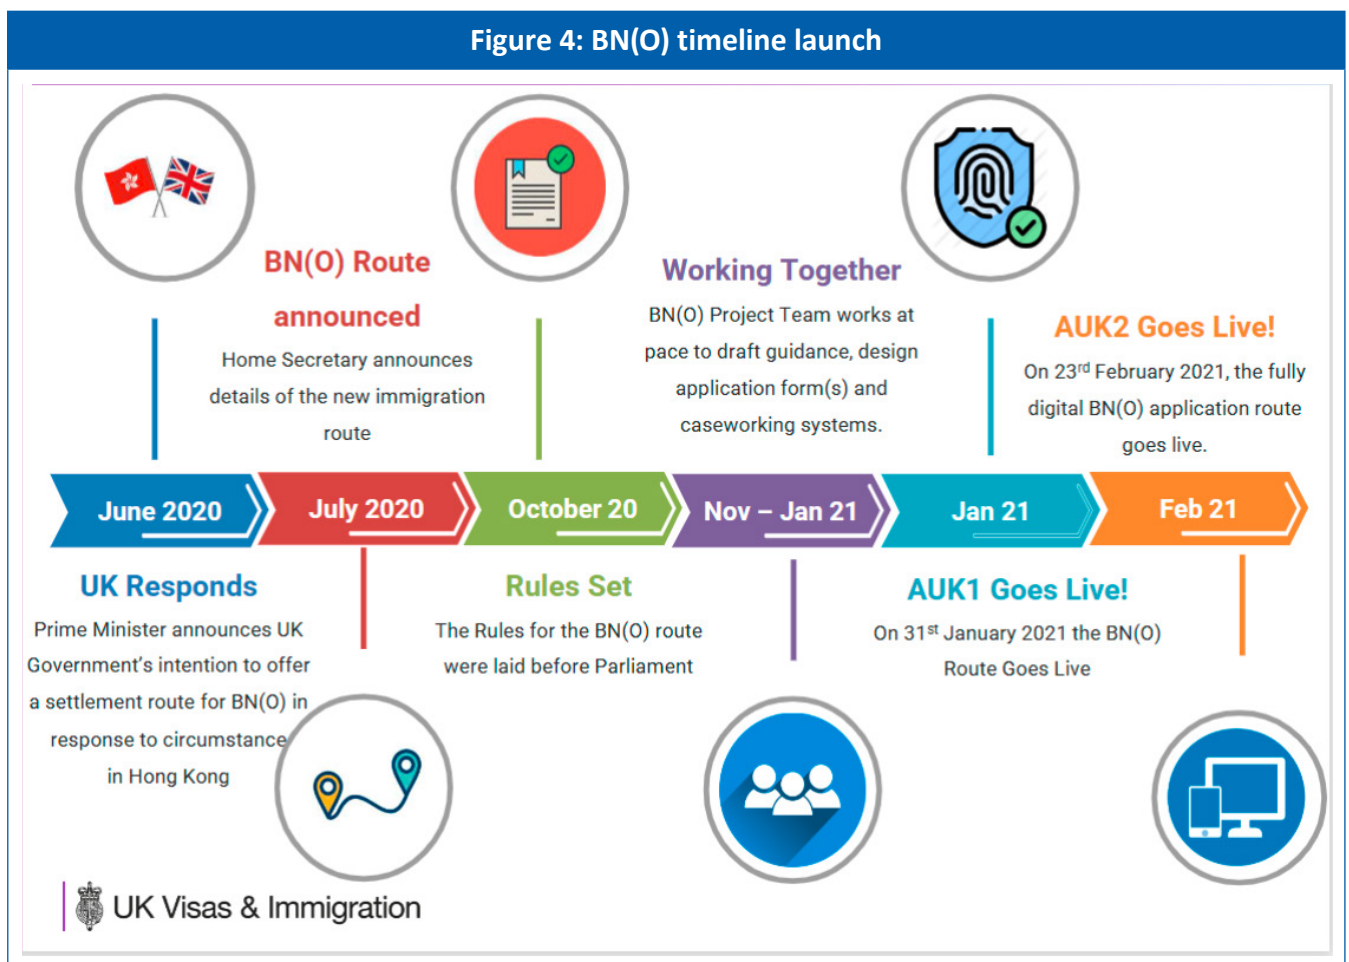 Figure 4: BN(O) timeline launch
BN(O) Route
announced
Home Secretary announces
details of the new immigration
route
Working Together
BN(O) Project Team works at
pace to draft guidance, design
application form(s) and
caseworking systems.
AUK2 Goes Live!
On 23rd February 2021, the fully
digital BN(O) application route
goes live.
June 2020
July 2020
October 20
Nov – Jan 21
Jan 21
Feb 21
UK Responds
Prime Minister announces UK
Government's intention to offer
a settlement route for BN(O) in
response to circumstance
in Hong Kong
Rules Set
The Rules for the BN(O) route
were laid before Parliament
AUK1 Goes Live!
On 31st January 2021 the BN(O)
Route Goes Live
UK Visas & Immigration